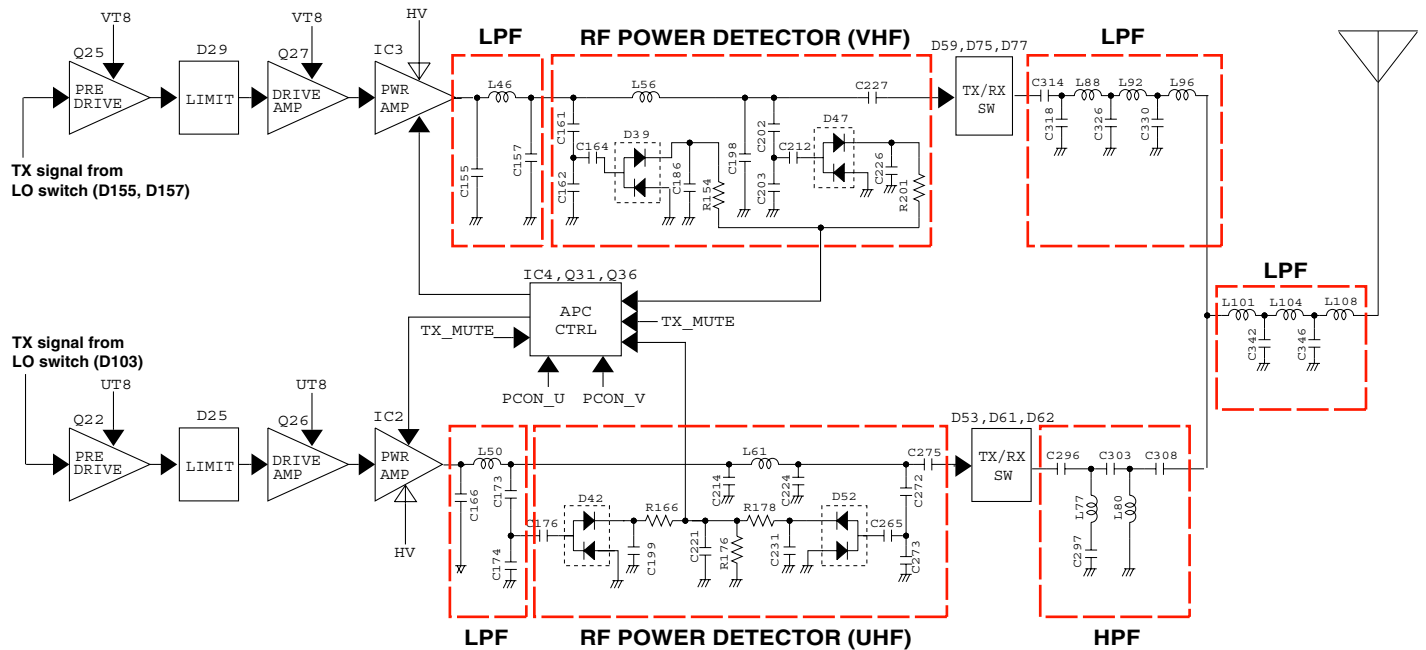 VT8
VT8
HV
Q25
D29
Q27
IC3
LPF
RF POWER DETECTOR (VHF)
D59,D75,D77
LPF
PRE
DRIVE
LIMIT
DRIVE
AMP
PWR
AMP
L46
L56
C227
TX/RX
SW
C314
L88
L92
L96
C155
C157
C161
C162
C164
D39
C186
R154
C198
C202
C203
C212
D47
C226
R201
C318
C326
C330
TX signal from
LO switch (D155, D157)
IC4,Q31,Q36
APC
CTRL
TX_MUTE
TX_MUTE
PCON_U
PCON_V
LPF
L101
L104
L108
C342
C346
TX signal from
LO switch (D103)
UT8
UT8
Q22
D25
Q26
IC2
PRE
DRIVE
LIMIT
DRIVE
AMP
PWR
AMP
HV
L50
C166
C173
C174
C176
D42
R166
C199
C221
R176
R178
C231
L61
C214
C224
D52
C265
C272
C273
C275
D53,D61,D62
TX/RX
SW
C296
C303
C308
L77
L80
C297
LPF
RF POWER DETECTOR (UHF)
HPF